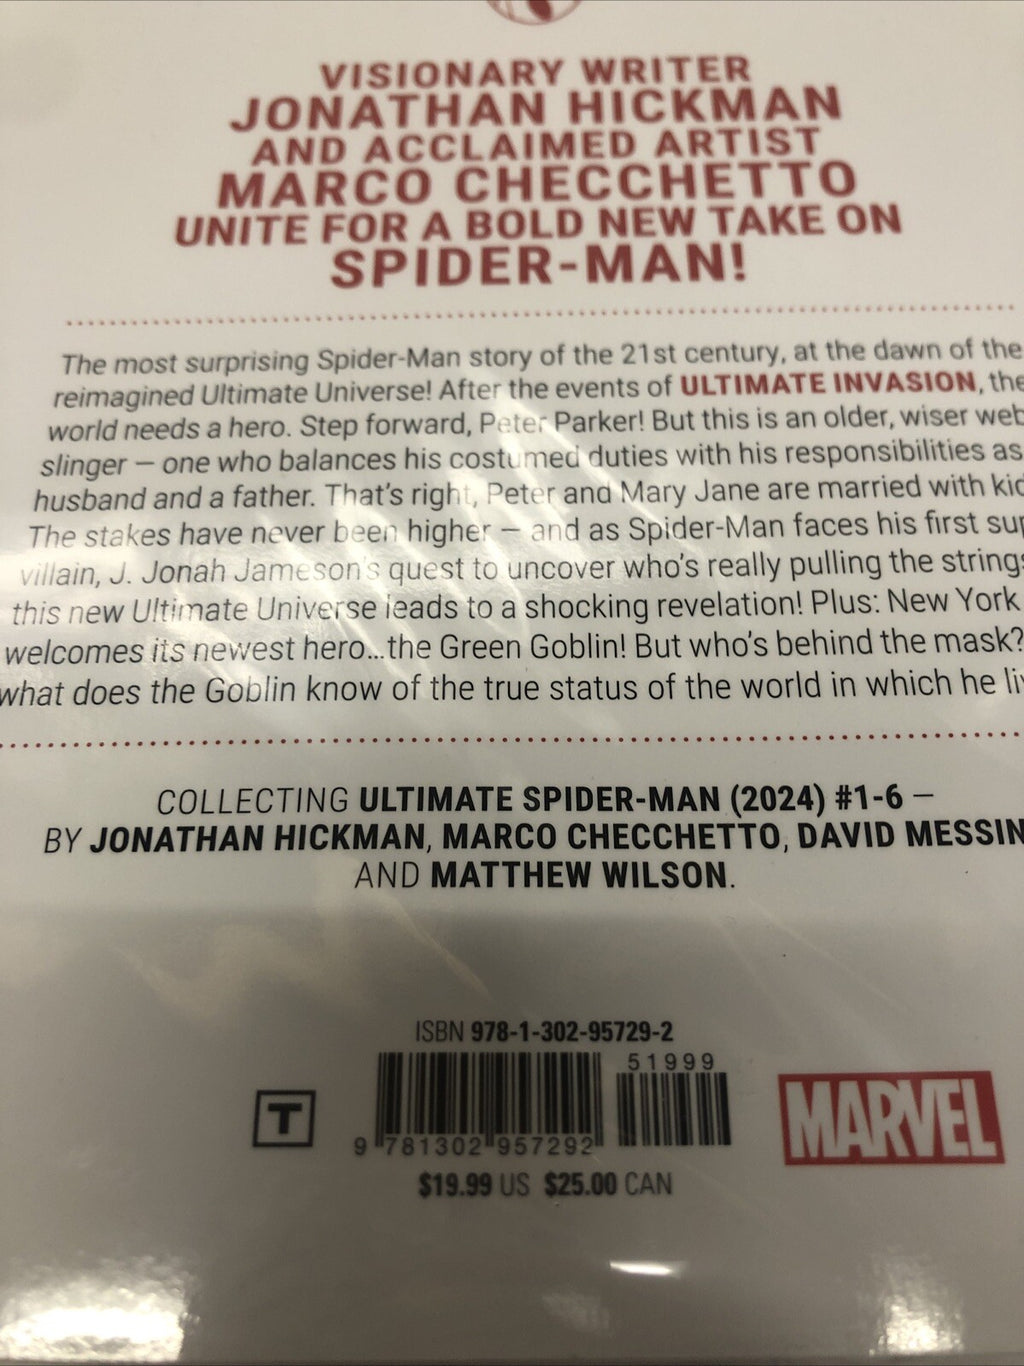 VISIONARY WRITER
JONATHAN HICKMAN
AND ACCLAIMED ARTIST
MARCO CHECCHETTO
UNITE FOR A BOLD NEW TAKE ON
SPIDER-MAN!
The most surprising Spider-Man story of the 21st century, at the dawn of the
reimagined Ultimate Universe! After the events of ULTIMATE INVASION, the
world needs a hero. Step forward, Peter Parker! But this is an older, wiser web
slinger – one who balances his costumed duties with his responsibilities as
husband and a father. That's right, Peter and Mary Jane are married with kid
The stakes have never been higher – and as Spider-Man faces his first sup
villain, J. Jonah Jameson's quest to uncover who's really pulling the strings
this new Ultimate Universe leads to a shocking revelation! Plus: New York
welcomes its newest hero...the Green Goblin! But who's behind the mask?
what does the Goblin know of the true status of the world in which he liv
COLLECTING ULTIMATE SPIDER-MAN (2024) #1-6 –
BY JONATHAN HICKMAN, MARCO CHECCHETTO, DAVID MESSIN
AND MATTHEW WILSON.
ISBN 978-1-302-95729-2
51999
T
9 781302 957292
MARVEL
$19.99 US $25.00 CAN